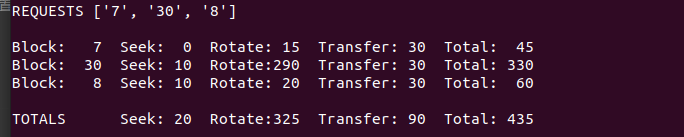 REQUESTS ['7', '30', '8']
Block:   7  Seek:  0  Rotate: 15  Transfer: 30  Total:  45
Block:  30  Seek: 10  Rotate:290  Transfer: 30  Total: 330
Block:   8  Seek: 10  Rotate: 20  Transfer: 30  Total:  60
TOTALS      Seek: 20  Rotate:325  Transfer: 90  Total: 435